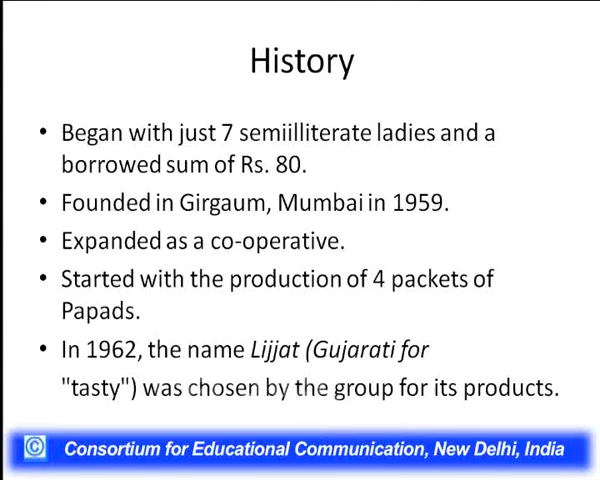 History
• Began with just 7 semiilliterate ladies and a
borrowed sum of Rs. 80.
• Founded in Girgaum, Mumbai in 1959.
• Expanded as a co-operative.
• Started with the production of 4 packets of
Papads.
• In 1962, the name Lijjat (Gujarati for
"tasty") was chosen by the group for its products.
© Consortium for Educational Communication, New Delhi, India